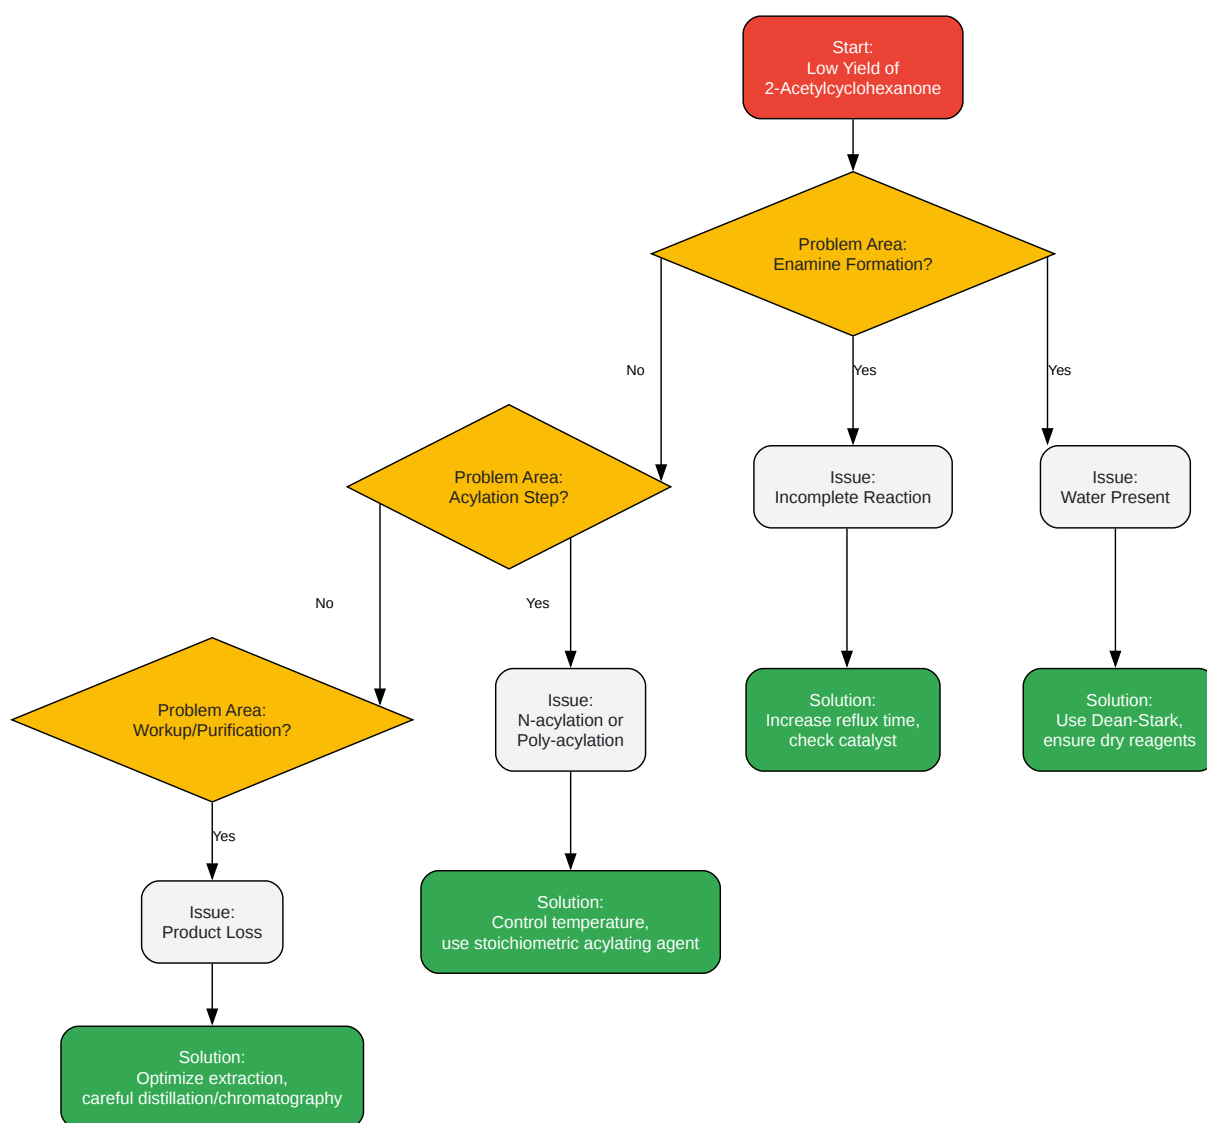 Start:
Low Yield of
2-Acetylcyclohexanone
Problem Area:
Enamine Formation?
No
Yes
Yes
Problem Area:
Acylation Step?
Issue:
Incomplete Reaction
Issue:
Water Present
No
Yes
Problem Area:
Workup/Purification?
Issue:
N-acylation or
Poly-acylation
Solution:
Increase reflux time,
check catalyst
Solution:
Use Dean-Stark,
ensure dry reagents
Yes
Issue:
Product Loss
Solution:
Control temperature,
use stoichiometric acylating agent
Solution:
Optimize extraction,
careful distillation/chromatography